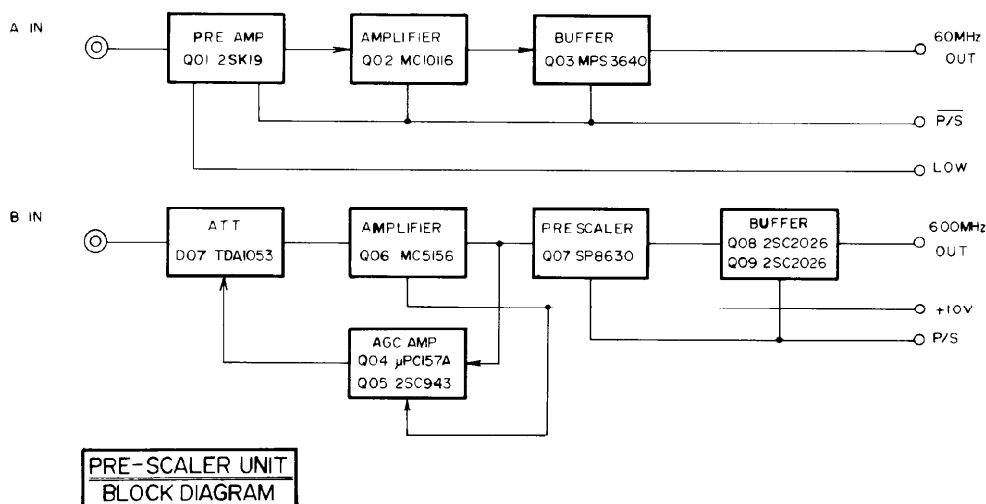 A IN
PRE AMP
Q01 2SK19
AMPLIFIER
Q02 MC10116
BUFFER
Q03 MPS3640
60MHz
OUT
P/S
LOW
B IN
ATT
D07 TDA1053
AMPLIFIER
Q06 MC5156
PRESCALER
Q07 SP8630
BUFFER
Q08 2SC2026
Q09 2SC2026
600MHz
OUT
+10V
P/S
AGC AMP
Q04 μPC157A
Q05 2SC943
PRE-SCALER UNIT
BLOCK DIAGRAM